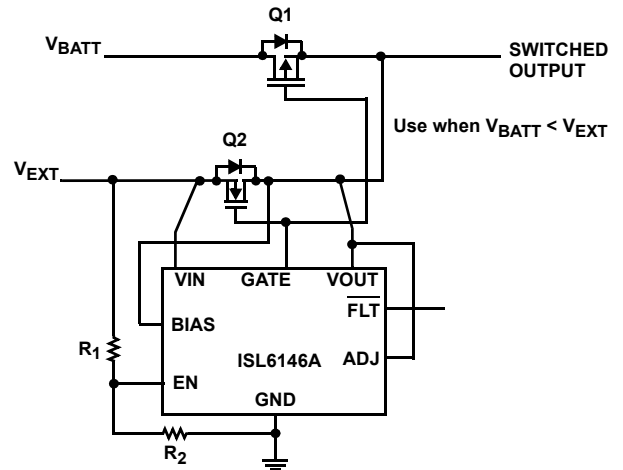 Q1
VBATT
SWITCHED
OUTPUT
Use when VBATT < VEXT
Q2
VEXT
VIN GATE VOUT
FLT
BIAS
R1
ISL6146A
ADJ
EN
GND
R2